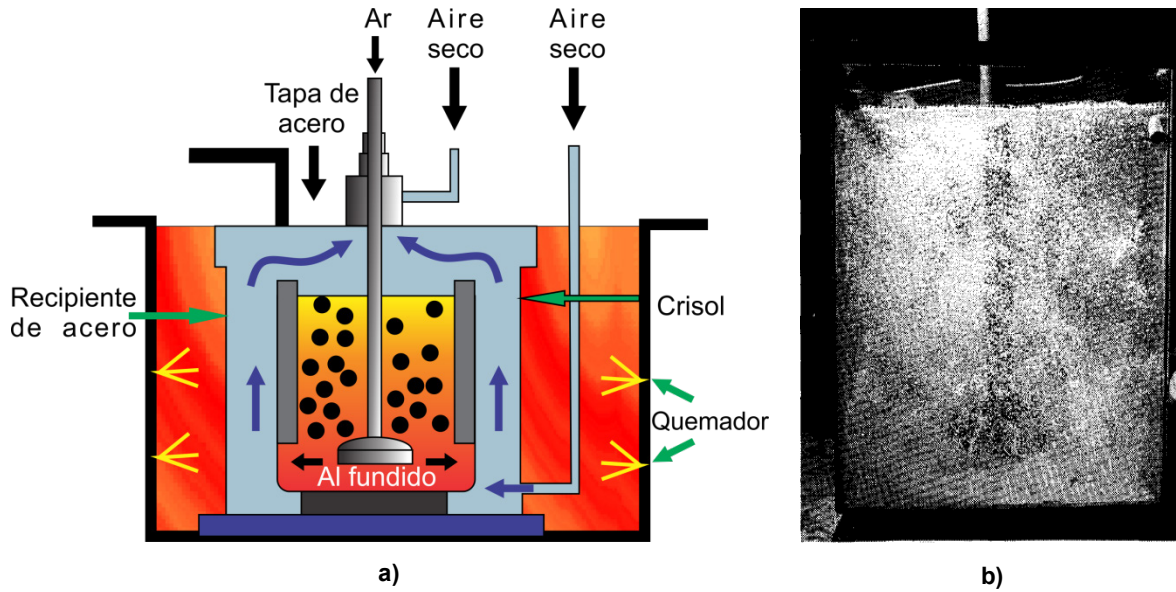 Ar
Aire
seco
Aire
seco
Tapa de
acero
Recipiente
de acero
Crisol
Quemador
Al fundido
a)
b)